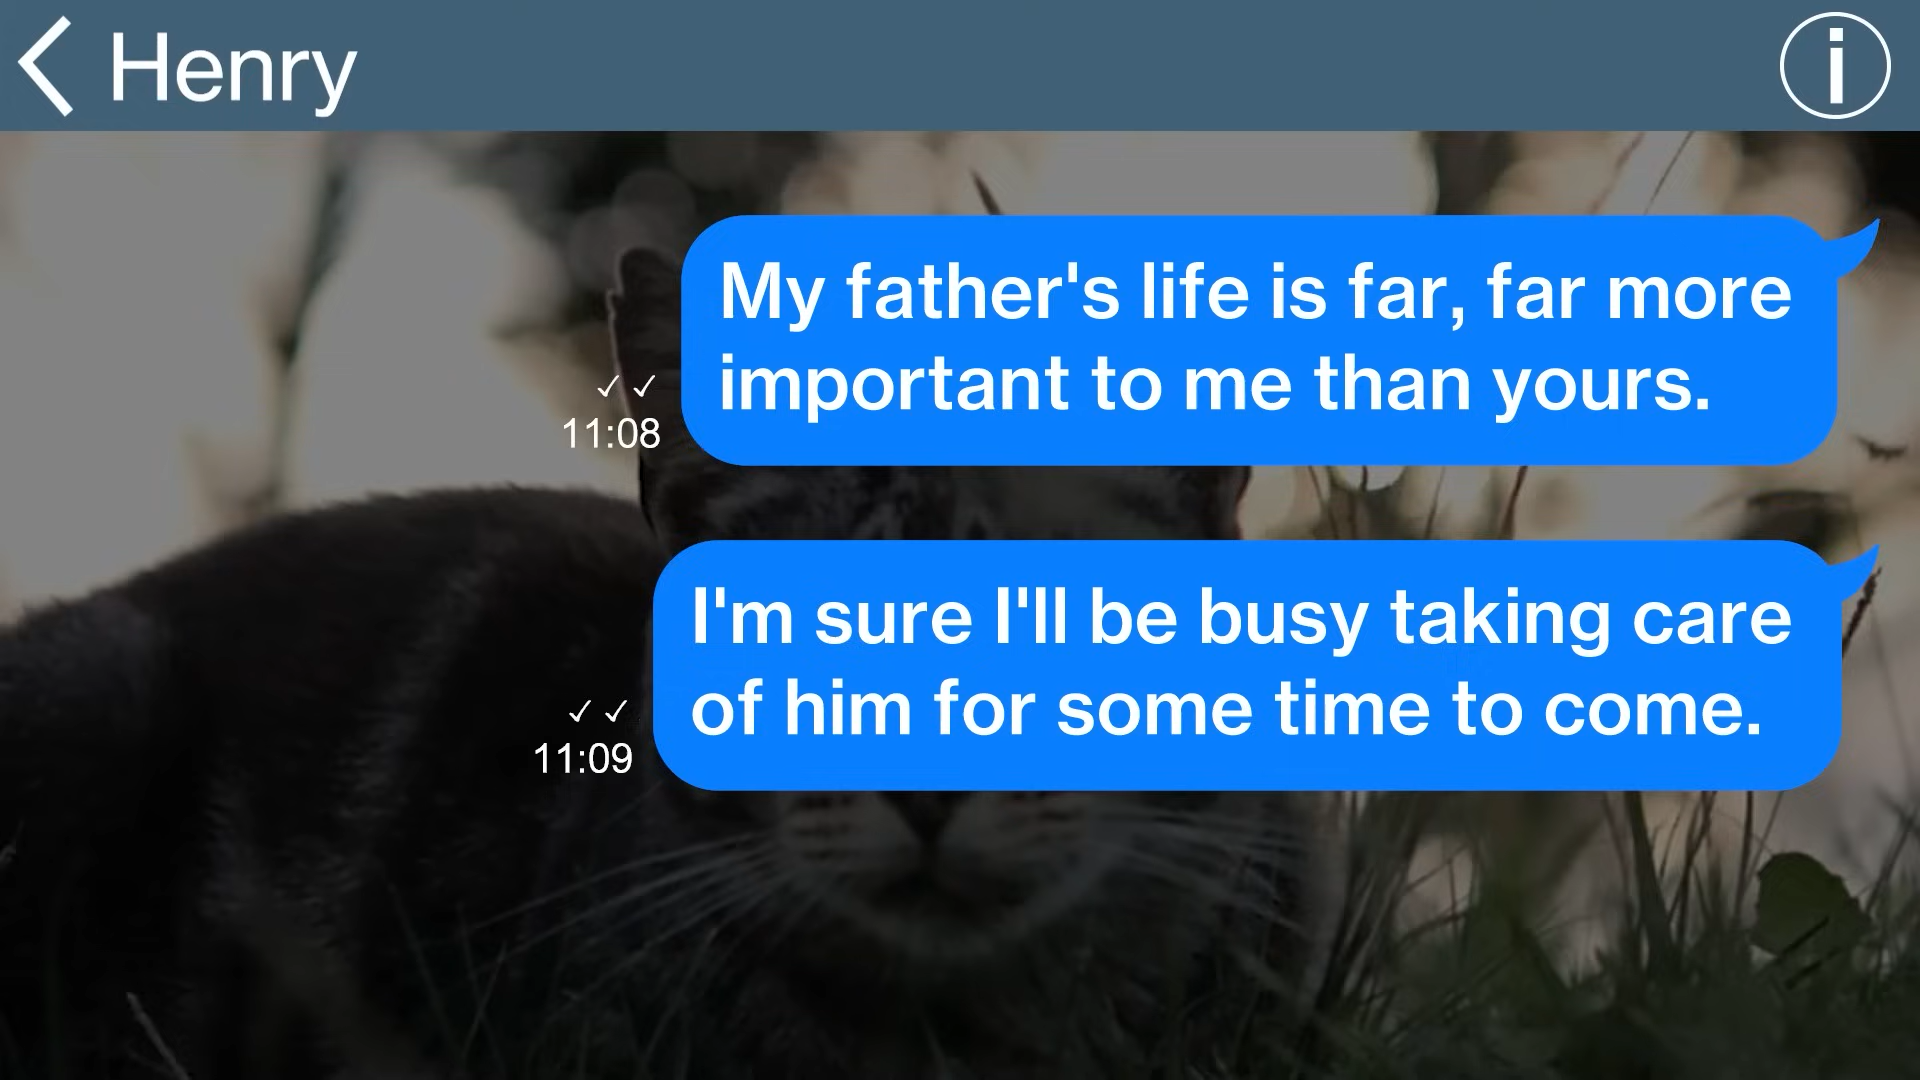 Henry
i
My father's life is far, far more
important to me than yours.
✓ ✓
11:08
I'm sure I'll be busy taking care
of him for some time to come.
✓ ✓
11:09